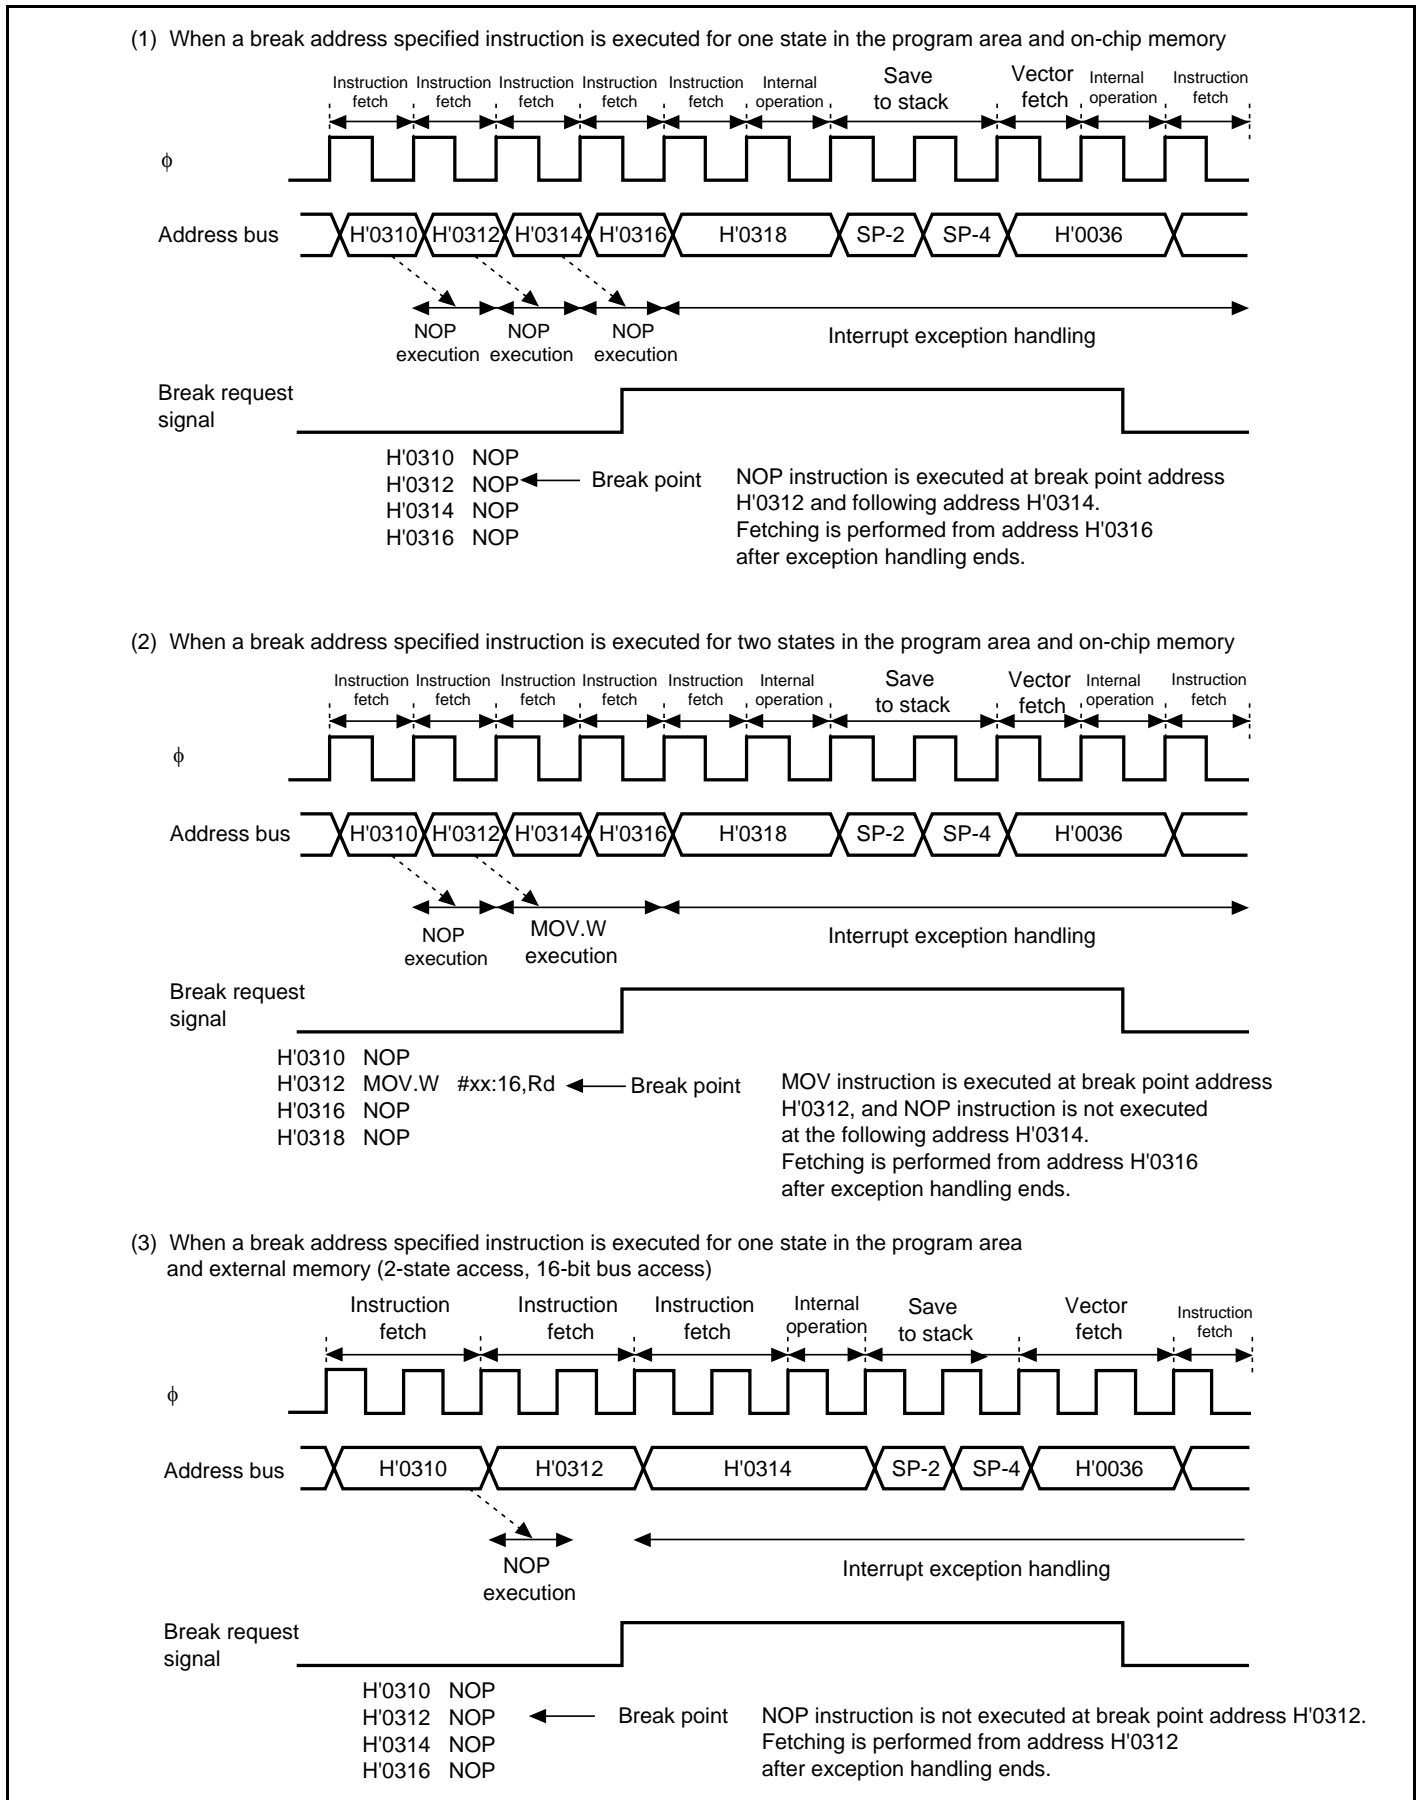 (1) When a break address specified instruction is executed for one state in the program area and on-chip memory
Instruction fetch Instruction fetch Instruction fetch Instruction fetch Instruction fetch Internal operation Save to stack Vector fetch Internal operation Instruction fetch
φ
Address bus H'0310 H'0312 H'0314 H'0316 H'0318 SP-2 SP-4 H'0036
NOP execution NOP execution NOP execution Interrupt exception handling
Break request
signal
H'0310 NOP
H'0312 NOP Break point
H'0314 NOP
H'0316 NOP
NOP instruction is executed at break point address
H'0312 and following address H'0314.
Fetching is performed from address H'0316
after exception handling ends.
(2) When a break address specified instruction is executed for two states in the program area and on-chip memory
Instruction fetch Instruction fetch Instruction fetch Instruction fetch Instruction fetch Internal operation Save to stack Vector fetch Internal operation Instruction fetch
φ
Address bus H'0310 H'0312 H'0314 H'0316 H'0318 SP-2 SP-4 H'0036
NOP execution MOV.W execution Interrupt exception handling
Break request
signal
H'0310 NOP
H'0312 MOV.W #xx:16,Rd Break point
H'0316 NOP
H'0318 NOP
MOV instruction is executed at break point address
H'0312, and NOP instruction is not executed
at the following address H'0314.
Fetching is performed from address H'0316
after exception handling ends.
(3) When a break address specified instruction is executed for one state in the program area
and external memory (2-state access, 16-bit bus access)
Instruction fetch Instruction fetch Instruction fetch Internal operation Save to stack Vector fetch Instruction fetch
φ
Address bus H'0310 H'0312 H'0314 SP-2 SP-4 H'0036
NOP execution Interrupt exception handling
Break request
signal
H'0310 NOP
H'0312 NOP Break point
H'0314 NOP
H'0316 NOP
NOP instruction is not executed at break point address H'0312.
Fetching is performed from address H'0312
after exception handling ends.